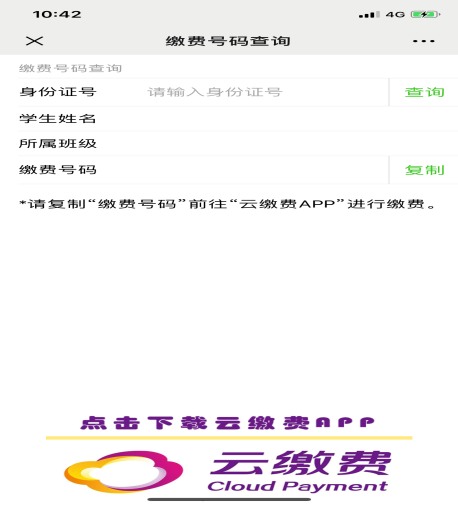 10:42
4G
缴费号码查询
缴费号码查询
身份证号 请输入身份证号 查询
学生姓名
所属班级
缴费号码 复制
*请复制“缴费号码”前往“云缴费APP”进行缴费。
点击下载云缴费APP
云缴费
Cloud Payment